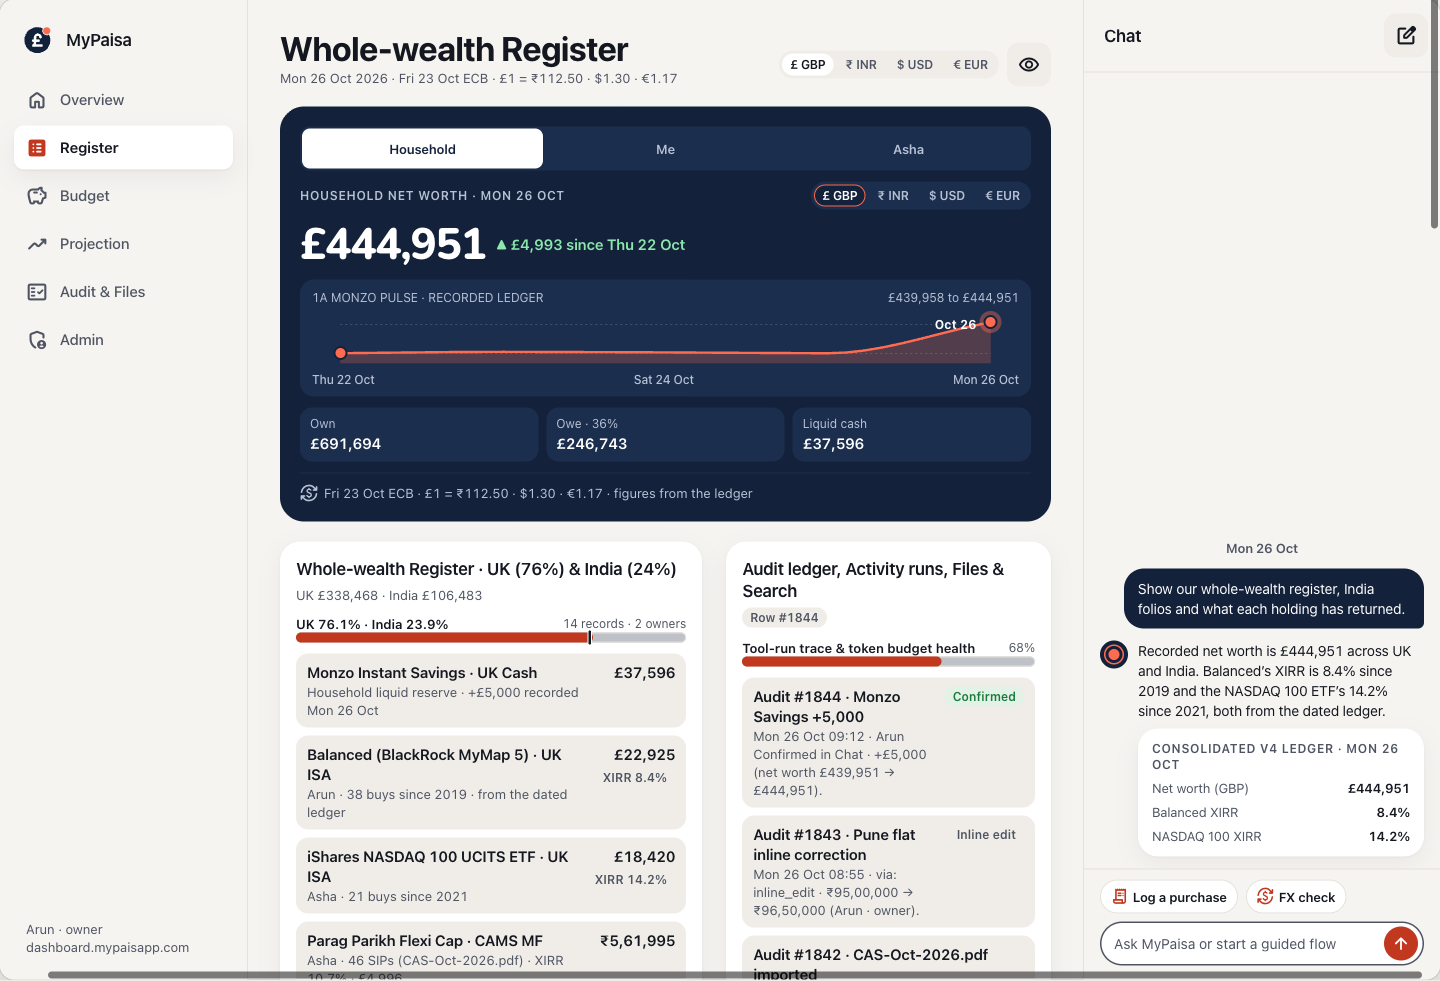 £
MyPaisa
Overview
Register
Budget
Projection
Audit & Files
Admin
Arun · owner
dashboard.mypaisapp.com
Whole-wealth Register
Mon 26 Oct 2026 · Fri 23 Oct ECB · £1 = ₹112.50 · $1.30 · €1.17
£ GBP ₹ INR $ USD € EUR
Household Me Asha
HOUSEHOLD NET WORTH · MON 26 OCT
£ GBP ₹ INR $ USD € EUR
£444,951 ▲ £4,993 since Thu 22 Oct
1A MONZO PULSE · RECORDED LEDGER £439,958 to £444,951
Oct 26
Thu 22 Oct Sat 24 Oct Mon 26 Oct
Own
£691,694
Owe · 36%
£246,743
Liquid cash
£37,596
Fri 23 Oct ECB · £1 = ₹112.50 · $1.30 · €1.17 · figures from the ledger
Whole-wealth Register · UK (76%) & India (24%)
UK £338,468 · India £106,483
UK 76.1% · India 23.9% 14 records · 2 owners
Monzo Instant Savings · UK Cash £37,596
Household liquid reserve · +£5,000 recorded
Mon 26 Oct
Balanced (BlackRock MyMap 5) · UK £22,925
ISA XIRR 8.4%
Arun · 38 buys since 2019 · from the dated
ledger
iShares NASDAQ 100 UCITS ETF · UK £18,420
ISA XIRR 14.2%
Asha · 21 buys since 2021
Parag Parikh Flexi Cap · CAMS MF ₹5,61,995
Asha · 46 SIPs (CAS-Oct-2026.pdf) · XIRR
10.7% · £4,996
Audit ledger, Activity runs, Files &
Search
Row #1844
Tool-run trace & token budget health 68%
Audit #1844 · Monzo Confirmed
Savings +5,000
Mon 26 Oct 09:12 · Arun
Confirmed in Chat · +£5,000
(net worth £439,951 →
£444,951).
Audit #1843 · Pune flat Inline edit
inline correction
Mon 26 Oct 08:55 · via:
inline_edit · ₹95,00,000 →
₹96,50,000 (Arun · owner).
Audit #1842 · CAS-Oct-2026.pdf
imported
Chat
Mon 26 Oct
Show our whole-wealth register, India
folios and what each holding has returned.
Recorded net worth is £444,951 across UK
and India. Balanced's XIRR is 8.4% since
2019 and the NASDAQ 100 ETF's 14.2%
since 2021, both from the dated ledger.
CONSOLIDATED V4 LEDGER · MON 26
OCT
Net worth (GBP) £444,951
Balanced XIRR 8.4%
NASDAQ 100 XIRR 14.2%
Log a purchase FX check
Ask MyPaisa or start a guided flow